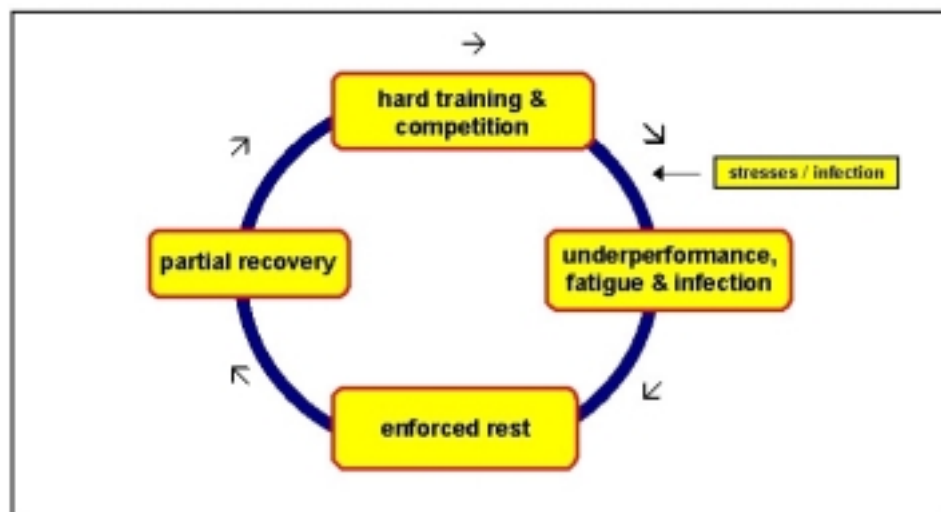 hard training &
competition
stresses / infection
partial recovery
underperformance,
fatigue & infection
enforced rest